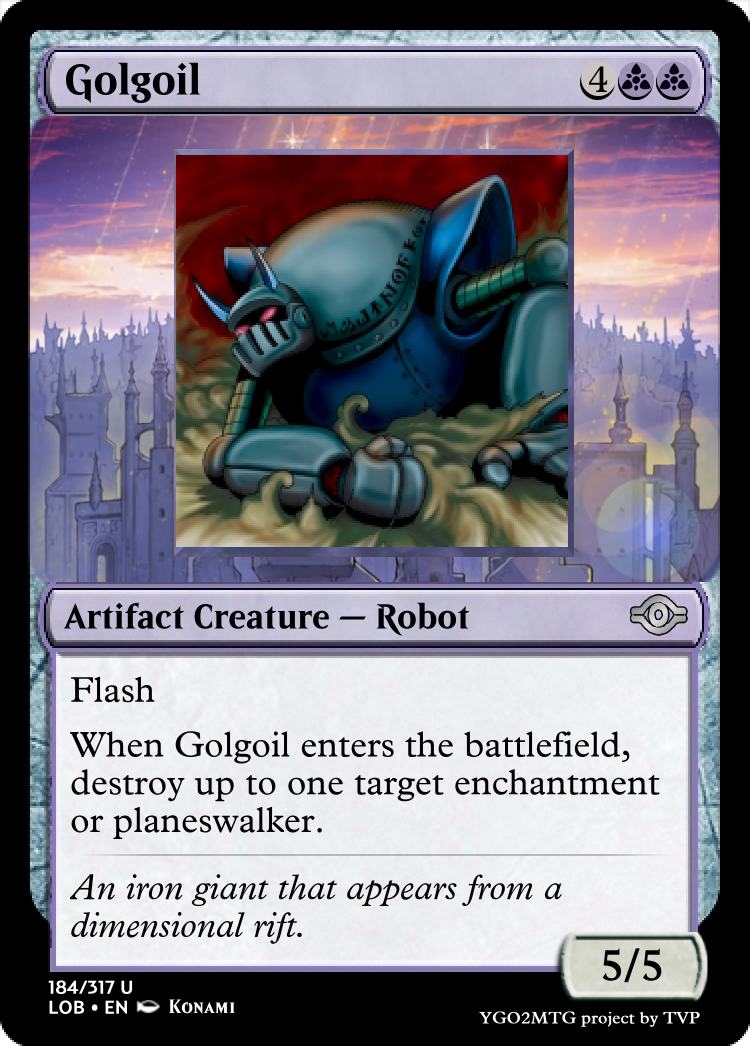 Golgoil 4
Artifact Creature — Robot
Flash
When Golgoil enters the battlefield,
destroy up to one target enchantment
or planeswalker.
An iron giant that appears from a
dimensional rift.
5/5
184/317 U
LOB • EN KONAMI
YGO2MTG project by TVP